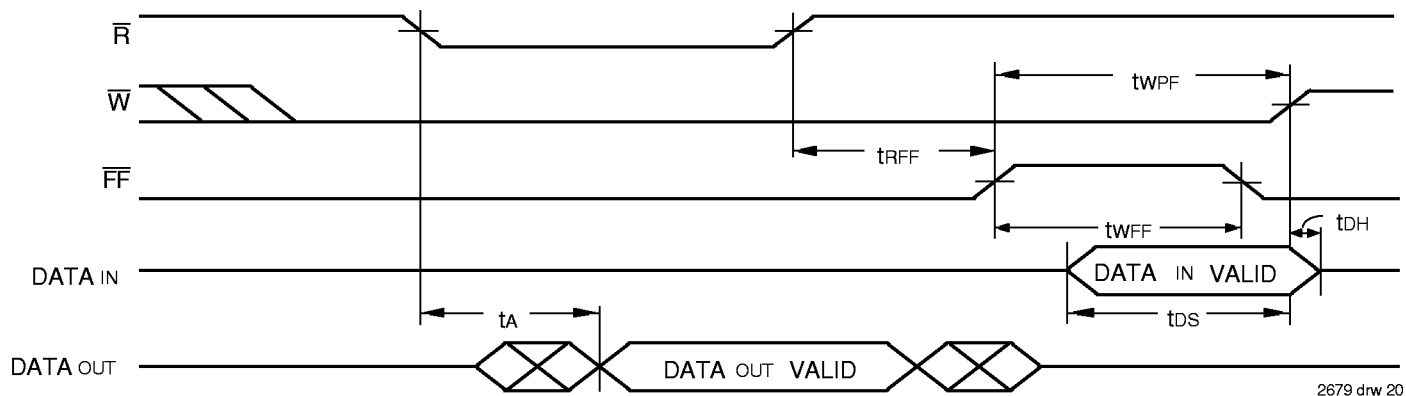 R̅
tWPF
W̅
tRFF
F̅F̅
tWFF
tDH
DATA IN
DATA IN VALID
tA
tDS
DATA OUT
DATA OUT VALID
2679 drw 20